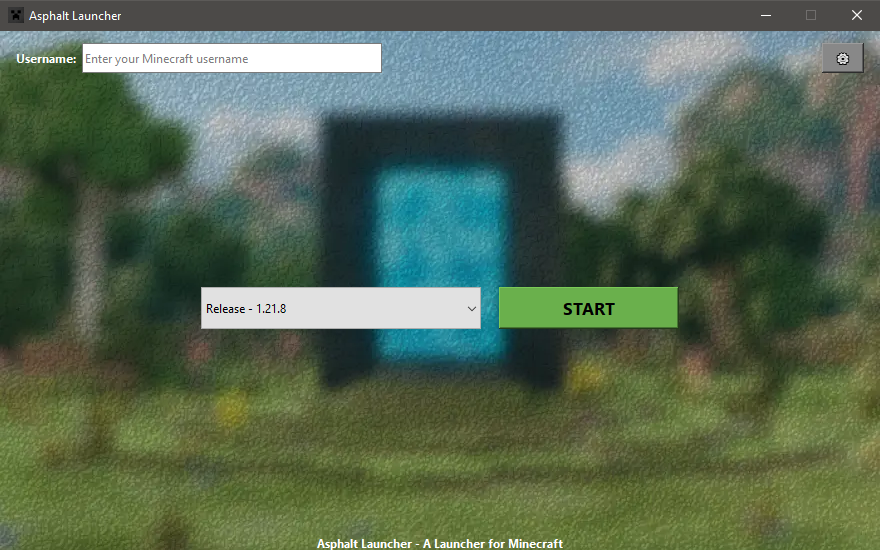 Asphalt Launcher
Username: Enter your Minecraft username
Release - 1.21.8 START
Asphalt Launcher - A Launcher for Minecraft